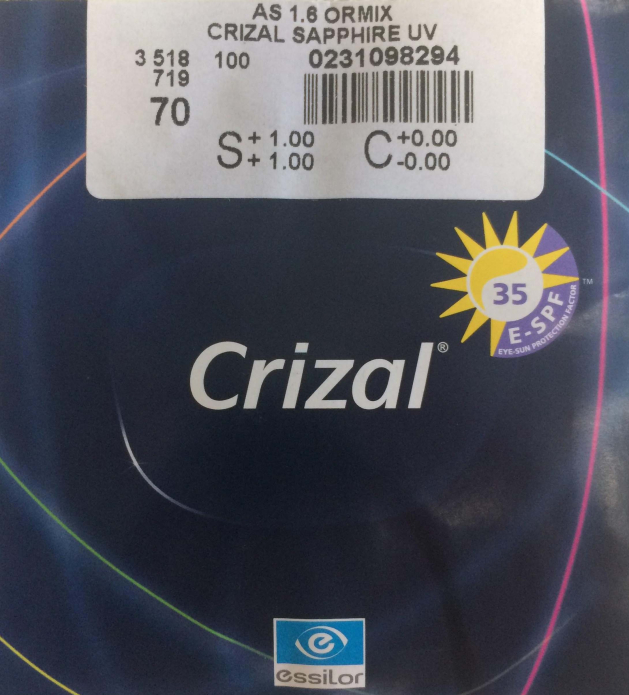 AS 1.6 ORMIX
CRIZAL SAPPHIRE UV
3 518 100 0231098294
719
70
S + 1.00 C +0.00
+ 1.00 -0.00
35
E-SPF ™
EYE-SUN PROTECTION FACTOR
Crizal®
e
essilor